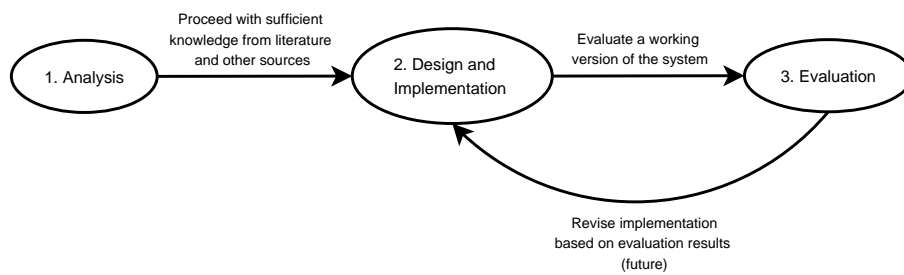 Proceed with sufficient
knowledge from literature
and other sources
1. Analysis
2. Design and
Implementation
Evaluate a working
version of the system
3. Evaluation
Revise implementation
based on evaluation results
(future)